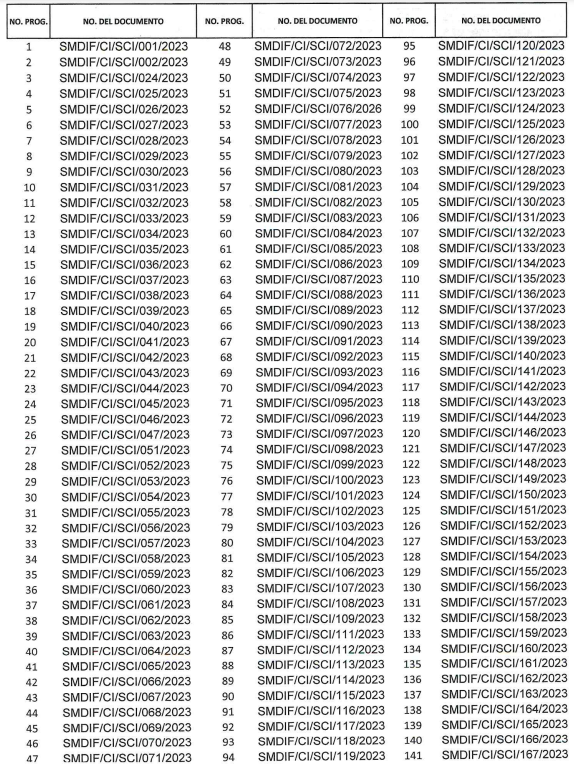 NO. PROG. NO. DEL DOCUMENTO NO. PROG. NO. DEL DOCUMENTO NO. PROG. NO. DEL DOCUMENTO
1 SMDIF/CI/SCI/001/2023 48 SMDIF/CI/SCI/072/2023 95 SMDIF/CI/SCI/120/2023
2 SMDIF/CI/SCI/002/2023 49 SMDIF/CI/SCI/073/2023 96 SMDIF/CI/SCI/121/2023
3 SMDIF/CI/SCI/024/2023 50 SMDIF/CI/SCI/074/2023 97 SMDIF/CI/SCI/122/2023
4 SMDIF/CI/SCI/025/2023 51 SMDIF/CI/SCI/075/2023 98 SMDIF/CI/SCI/123/2023
5 SMDIF/CI/SCI/026/2023 52 SMDIF/CI/SCI/076/2026 99 SMDIF/CI/SCI/124/2023
6 SMDIF/CI/SCI/027/2023 53 SMDIF/CI/SCI/077/2023 100 SMDIF/CI/SCI/125/2023
7 SMDIF/CI/SCI/028/2023 54 SMDIF/CI/SCI/078/2023 101 SMDIF/CI/SCI/126/2023
8 SMDIF/CI/SCI/029/2023 55 SMDIF/CI/SCI/079/2023 102 SMDIF/CI/SCI/127/2023
9 SMDIF/CI/SCI/030/2023 56 SMDIF/CI/SCI/080/2023 103 SMDIF/CI/SCI/128/2023
10 SMDIF/CI/SCI/031/2023 57 SMDIF/CI/SCI/081/2023 104 SMDIF/CI/SCI/129/2023
11 SMDIF/CI/SCI/032/2023 58 SMDIF/CI/SCI/082/2023 105 SMDIF/CI/SCI/130/2023
12 SMDIF/CI/SCI/033/2023 59 SMDIF/CI/SCI/083/2023 106 SMDIF/CI/SCI/131/2023
13 SMDIF/CI/SCI/034/2023 60 SMDIF/CI/SCI/084/2023 107 SMDIF/CI/SCI/132/2023
14 SMDIF/CI/SCI/035/2023 61 SMDIF/CI/SCI/085/2023 108 SMDIF/CI/SCI/133/2023
15 SMDIF/CI/SCI/036/2023 62 SMDIF/CI/SCI/086/2023 109 SMDIF/CI/SCI/134/2023
16 SMDIF/CI/SCI/037/2023 63 SMDIF/CI/SCI/087/2023 110 SMDIF/CI/SCI/135/2023
17 SMDIF/CI/SCI/038/2023 64 SMDIF/CI/SCI/088/2023 111 SMDIF/CI/SCI/136/2023
18 SMDIF/CI/SCI/039/2023 65 SMDIF/CI/SCI/089/2023 112 SMDIF/CI/SCI/137/2023
19 SMDIF/CI/SCI/040/2023 66 SMDIF/CI/SCI/090/2023 113 SMDIF/CI/SCI/138/2023
20 SMDIF/CI/SCI/041/2023 67 SMDIF/CI/SCI/091/2023 114 SMDIF/CI/SCI/139/2023
21 SMDIF/CI/SCI/042/2023 68 SMDIF/CI/SCI/092/2023 115 SMDIF/CI/SCI/140/2023
22 SMDIF/CI/SCI/043/2023 69 SMDIF/CI/SCI/093/2023 116 SMDIF/CI/SCI/141/2023
23 SMDIF/CI/SCI/044/2023 70 SMDIF/CI/SCI/094/2023 117 SMDIF/CI/SCI/142/2023
24 SMDIF/CI/SCI/045/2023 71 SMDIF/CI/SCI/095/2023 118 SMDIF/CI/SCI/143/2023
25 SMDIF/CI/SCI/046/2023 72 SMDIF/CI/SCI/096/2023 119 SMDIF/CI/SCI/144/2023
26 SMDIF/CI/SCI/047/2023 73 SMDIF/CI/SCI/097/2023 120 SMDIF/CI/SCI/146/2023
27 SMDIF/CI/SCI/051/2023 74 SMDIF/CI/SCI/098/2023 121 SMDIF/CI/SCI/147/2023
28 SMDIF/CI/SCI/052/2023 75 SMDIF/CI/SCI/099/2023 122 SMDIF/CI/SCI/148/2023
29 SMDIF/CI/SCI/053/2023 76 SMDIF/CI/SCI/100/2023 123 SMDIF/CI/SCI/149/2023
30 SMDIF/CI/SCI/054/2023 77 SMDIF/CI/SCI/101/2023 124 SMDIF/CI/SCI/150/2023
31 SMDIF/CI/SCI/055/2023 78 SMDIF/CI/SCI/102/2023 125 SMDIF/CI/SCI/151/2023
32 SMDIF/CI/SCI/056/2023 79 SMDIF/CI/SCI/103/2023 126 SMDIF/CI/SCI/152/2023
33 SMDIF/CI/SCI/057/2023 80 SMDIF/CI/SCI/104/2023 127 SMDIF/CI/SCI/153/2023
34 SMDIF/CI/SCI/058/2023 81 SMDIF/CI/SCI/105/2023 128 SMDIF/CI/SCI/154/2023
35 SMDIF/CI/SCI/059/2023 82 SMDIF/CI/SCI/106/2023 129 SMDIF/CI/SCI/155/2023
36 SMDIF/CI/SCI/060/2023 83 SMDIF/CI/SCI/107/2023 130 SMDIF/CI/SCI/156/2023
37 SMDIF/CI/SCI/061/2023 84 SMDIF/CI/SCI/108/2023 131 SMDIF/CI/SCI/157/2023
38 SMDIF/CI/SCI/062/2023 85 SMDIF/CI/SCI/109/2023 132 SMDIF/CI/SCI/158/2023
39 SMDIF/CI/SCI/063/2023 86 SMDIF/CI/SCI/111/2023 133 SMDIF/CI/SCI/159/2023
40 SMDIF/CI/SCI/064/2023 87 SMDIF/CI/SCI/112/2023 134 SMDIF/CI/SCI/160/2023
41 SMDIF/CI/SCI/065/2023 88 SMDIF/CI/SCI/113/2023 135 SMDIF/CI/SCI/161/2023
42 SMDIF/CI/SCI/066/2023 89 SMDIF/CI/SCI/114/2023 136 SMDIF/CI/SCI/162/2023
43 SMDIF/CI/SCI/067/2023 90 SMDIF/CI/SCI/115/2023 137 SMDIF/CI/SCI/163/2023
44 SMDIF/CI/SCI/068/2023 91 SMDIF/CI/SCI/116/2023 138 SMDIF/CI/SCI/164/2023
45 SMDIF/CI/SCI/069/2023 92 SMDIF/CI/SCI/117/2023 139 SMDIF/CI/SCI/165/2023
46 SMDIF/CI/SCI/070/2023 93 SMDIF/CI/SCI/118/2023 140 SMDIF/CI/SCI/166/2023
47 SMDIF/CI/SCI/071/2023 94 SMDIF/CI/SCI/119/2023 141 SMDIF/CI/SCI/167/2023